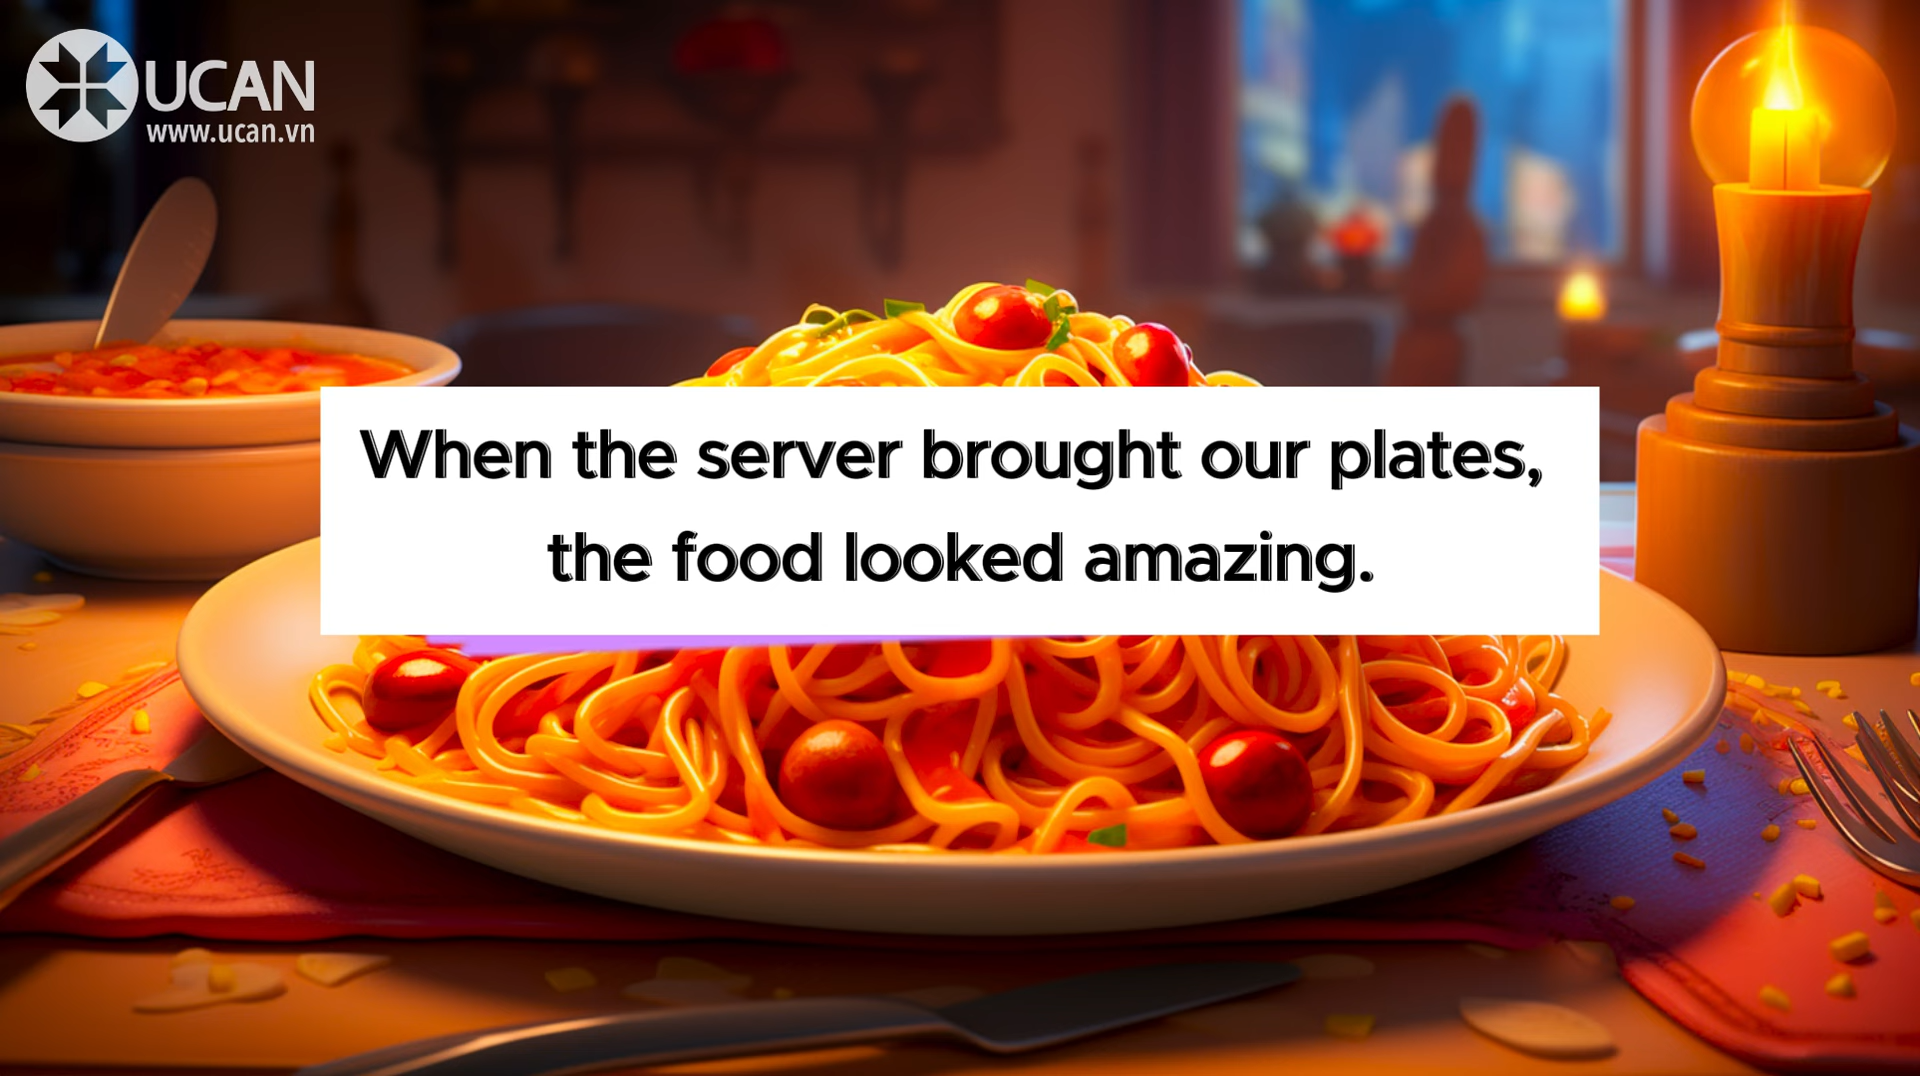 UCAN
www.ucan.vn
When the server brought our plates,
the food looked amazing.